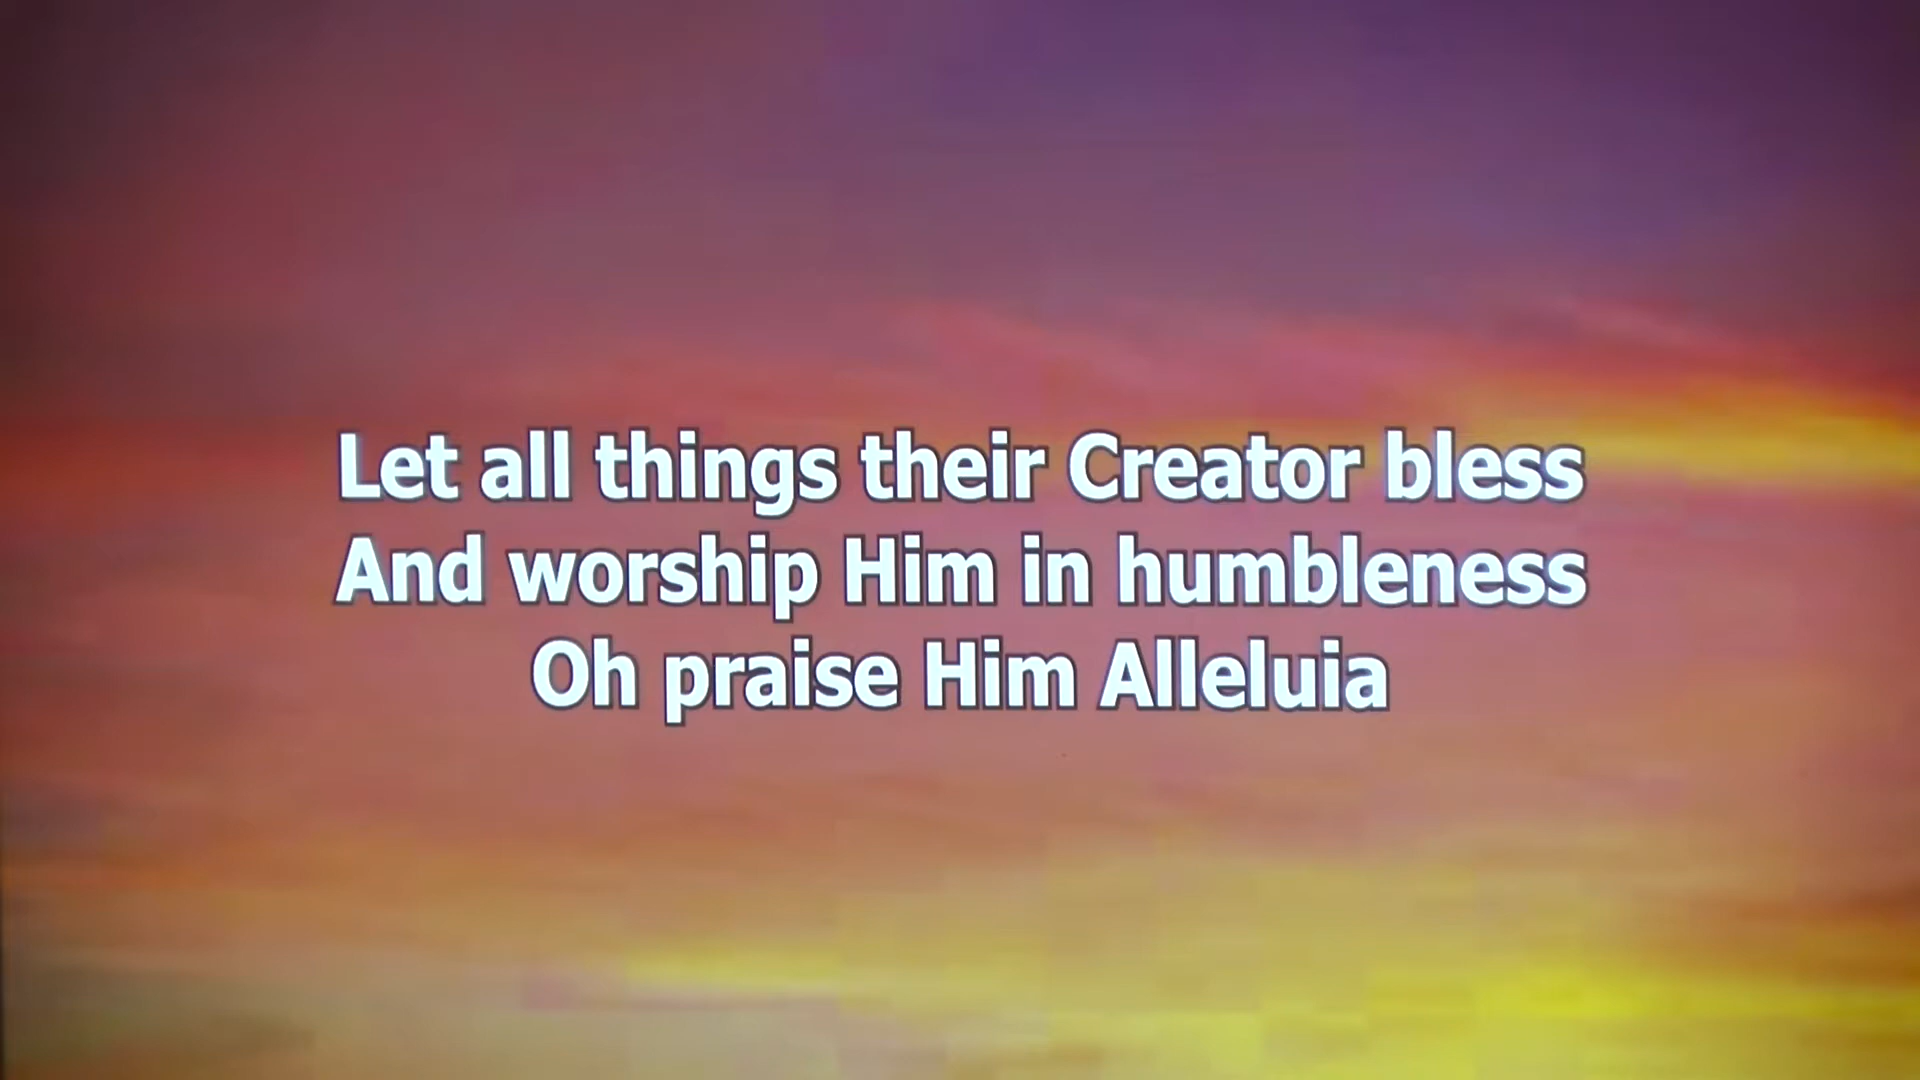 Let all things their Creator bless
And worship Him in humbleness
Oh praise Him Alleluia